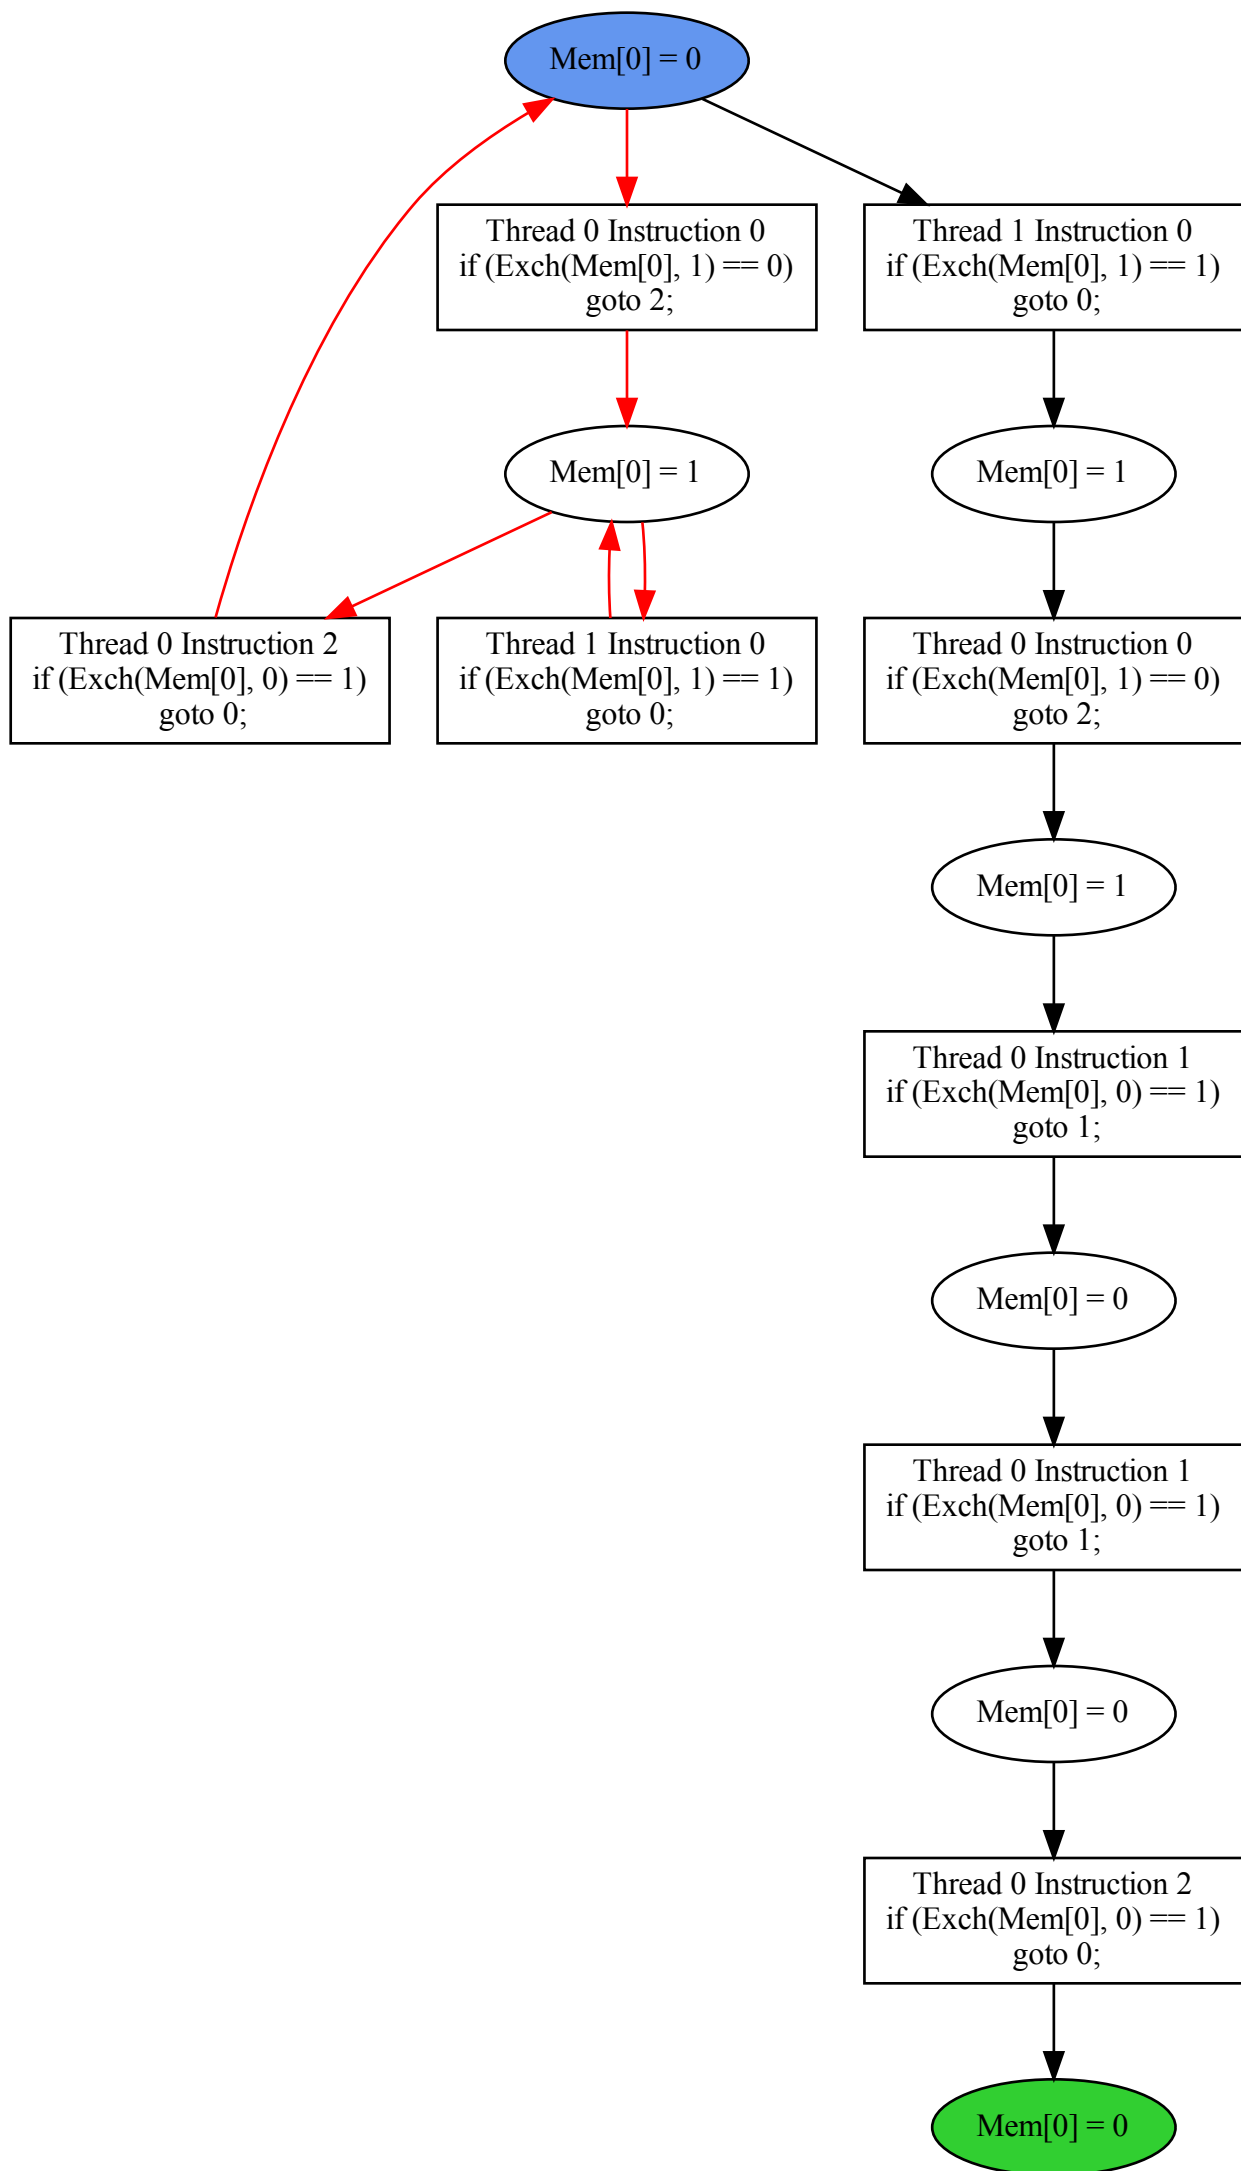 Mem[0] = 0
Thread 0 Instruction 0
if (Exch(Mem[0], 1) == 0)
goto 2;
Thread 1 Instruction 0
if (Exch(Mem[0], 1) == 1)
goto 0;
Mem[0] = 1
Mem[0] = 1
Thread 0 Instruction 2
if (Exch(Mem[0], 0) == 1)
goto 0;
Thread 1 Instruction 0
if (Exch(Mem[0], 1) == 1)
goto 0;
Thread 0 Instruction 0
if (Exch(Mem[0], 1) == 0)
goto 2;
Mem[0] = 1
Thread 0 Instruction 1
if (Exch(Mem[0], 0) == 1)
goto 1;
Mem[0] = 0
Thread 0 Instruction 1
if (Exch(Mem[0], 0) == 1)
goto 1;
Mem[0] = 0
Thread 0 Instruction 2
if (Exch(Mem[0], 0) == 1)
goto 0;
Mem[0] = 0